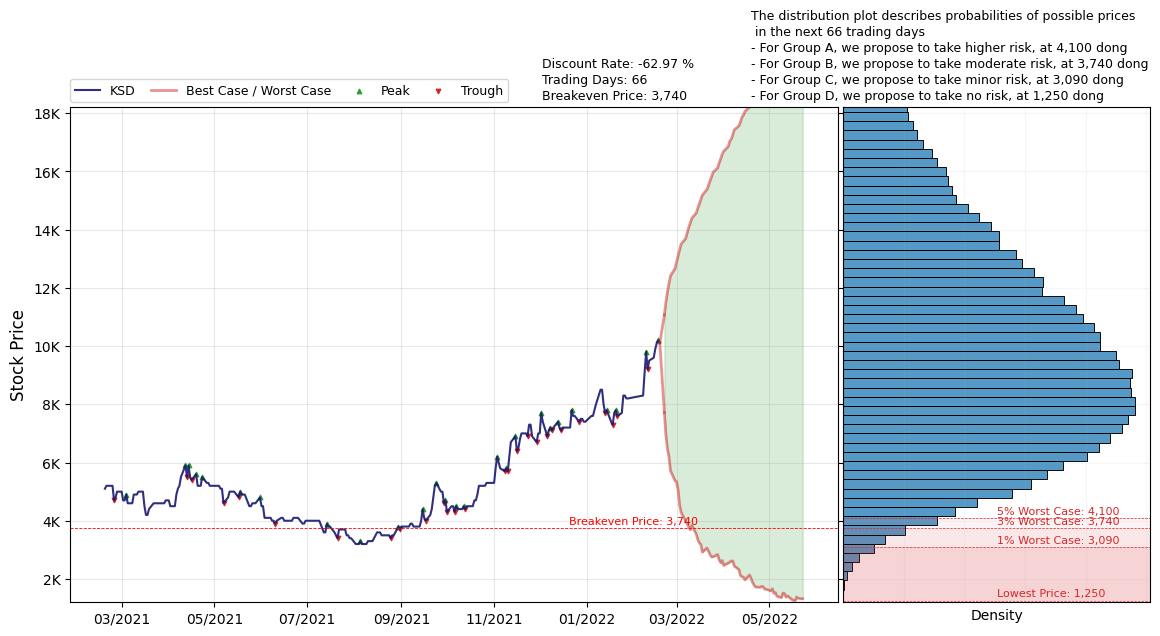 The distribution plot describes probabilities of possible prices
in the next 66 trading days
- For Group A, we propose to take higher risk, at 4,100 dong
- For Group B, we propose to take moderate risk, at 3,740 dong
- For Group C, we propose to take minor risk, at 3,090 dong
- For Group D, we propose to take no risk, at 1,250 dong
Discount Rate: -62.97 %
Trading Days: 66
Breakeven Price: 3,740
KSD
Best Case / Worst Case
Peak
Trough
Stock Price
18K
16K
14K
12K
10K
8K
6K
4K
2K
Breakeven Price: 3,740
5% Worst Case: 4,100
3% Worst Case: 3,740
1% Worst Case: 3,090
Lowest Price: 1,250
03/2021
05/2021
07/2021
09/2021
11/2021
01/2022
03/2022
05/2022
Density